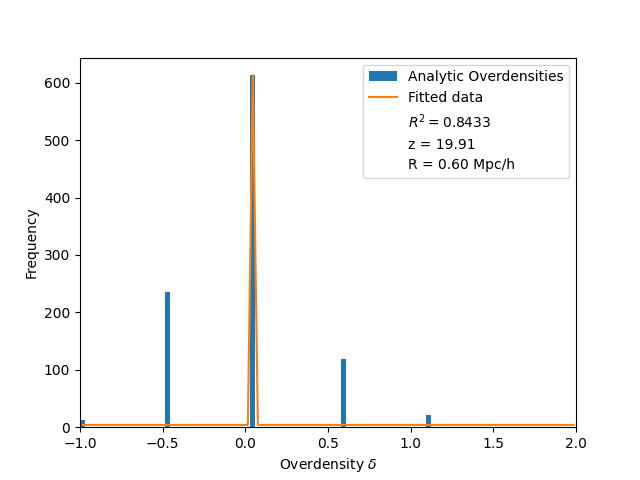 Analytic Overdensities
Fitted data
R² = 0.8433
z = 19.91
R = 0.60 Mpc/h
600
500
400
300
200
100
0
Frequency
−1.0 −0.5 0.0 0.5 1.0 1.5 2.0
Overdensity δ